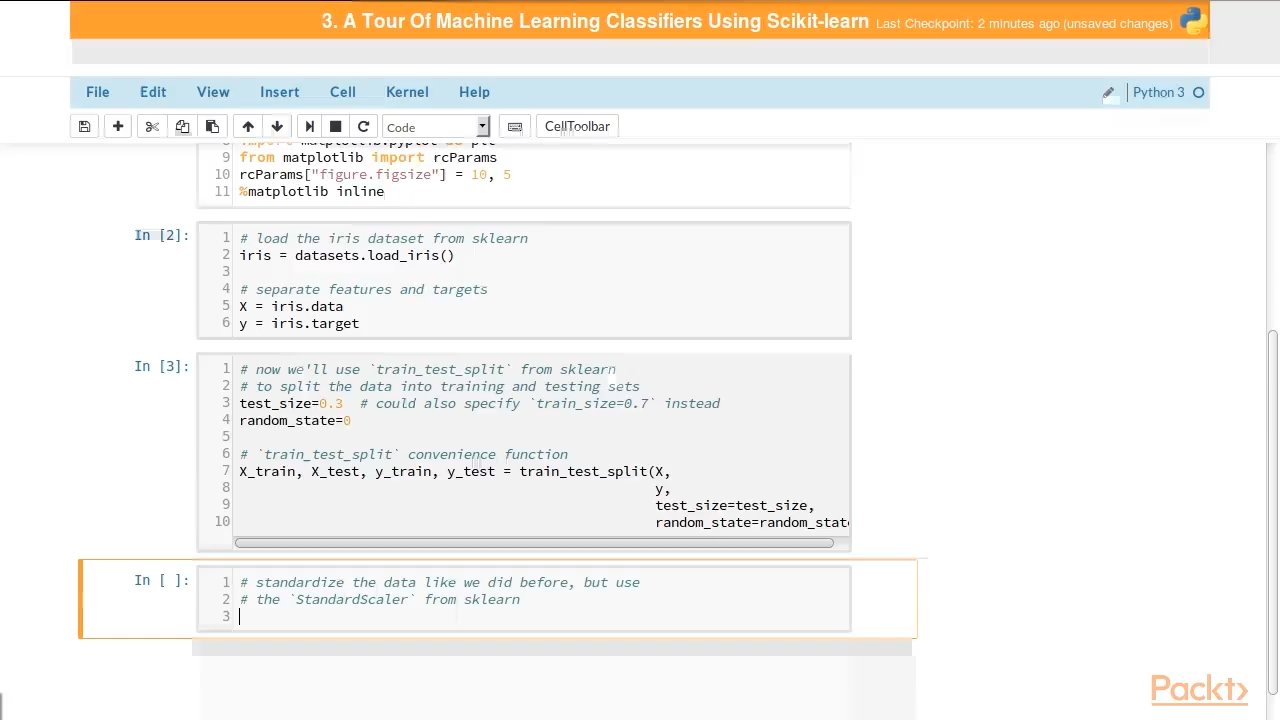 3. A Tour Of Machine Learning Classifiers Using Scikit-learn Last Checkpoint: 2 minutes ago (unsaved changes)
File Edit View Insert Cell Kernel Help Python 3
Code CellToolbar
8 import matplotlib.pyplot as plt
9 from matplotlib import rcParams
10 rcParams["figure.figsize"] = 10, 5
11 %matplotlib inline
In [2]:
1 # load the iris dataset from sklearn
2 iris = datasets.load_iris()
3
4 # separate features and targets
5 X = iris.data
6 y = iris.target
In [3]:
1 # now we'll use `train_test_split` from sklearn
2 # to split the data into training and testing sets
3 test_size=0.3  # could also specify `train_size=0.7` instead
4 random_state=0
5
6 # `train_test_split` convenience function
7 X_train, X_test, y_train, y_test = train_test_split(X,
8 y,
9 test_size=test_size,
10 random_state=random_stat
In [ ]:
1 # standardize the data like we did before, but use
2 # the `StandardScaler` from sklearn
3
Packt